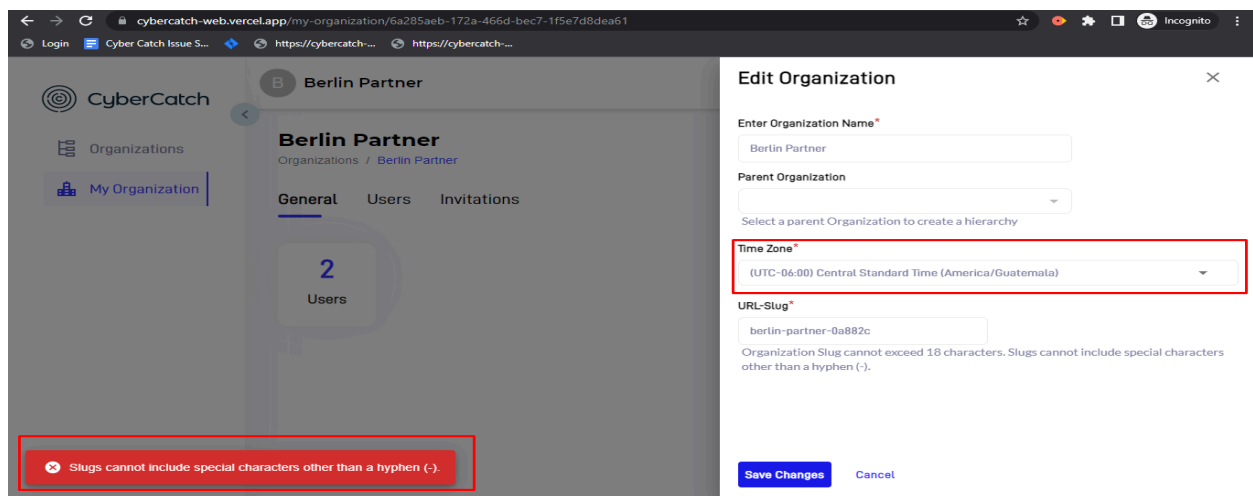 cybercatch-web.vercel.app/my-organization/6a285aeb-172a-466d-bec7-1f5e7d8dea61
Incognito
Login
Cyber Catch Issue S...
https://cybercatch-...
https://cybercatch-...
CyberCatch
Organizations
My Organization
B
Berlin Partner
Berlin Partner
Organizations / Berlin Partner
General Users Invitations
2
Users
Slugs cannot include special characters other than a hyphen (-).
Edit Organization
Enter Organization Name*
Berlin Partner
Parent Organization
Select a parent Organization to create a hierarchy
Time Zone*
(UTC-06:00) Central Standard Time (America/Guatemala)
URL-Slug*
berlin-partner-0a882c
Organization Slug cannot exceed 18 characters. Slugs cannot include special characters
other than a hyphen (-).
Save Changes
Cancel